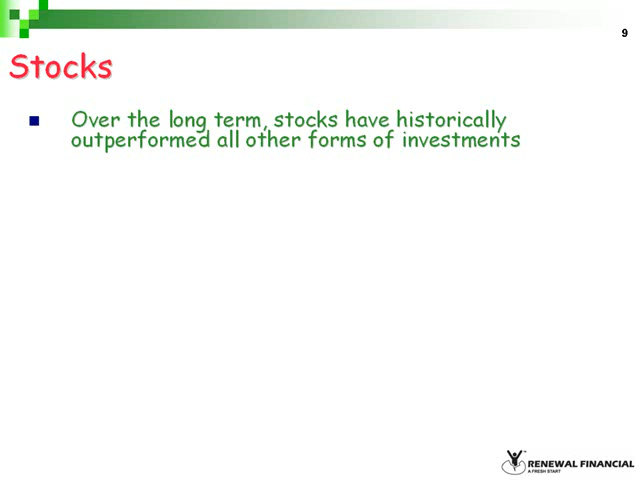 9
Stocks
Over the long term, stocks have historically
outperformed all other forms of investments
RENEWAL FINANCIAL
A FRESH START